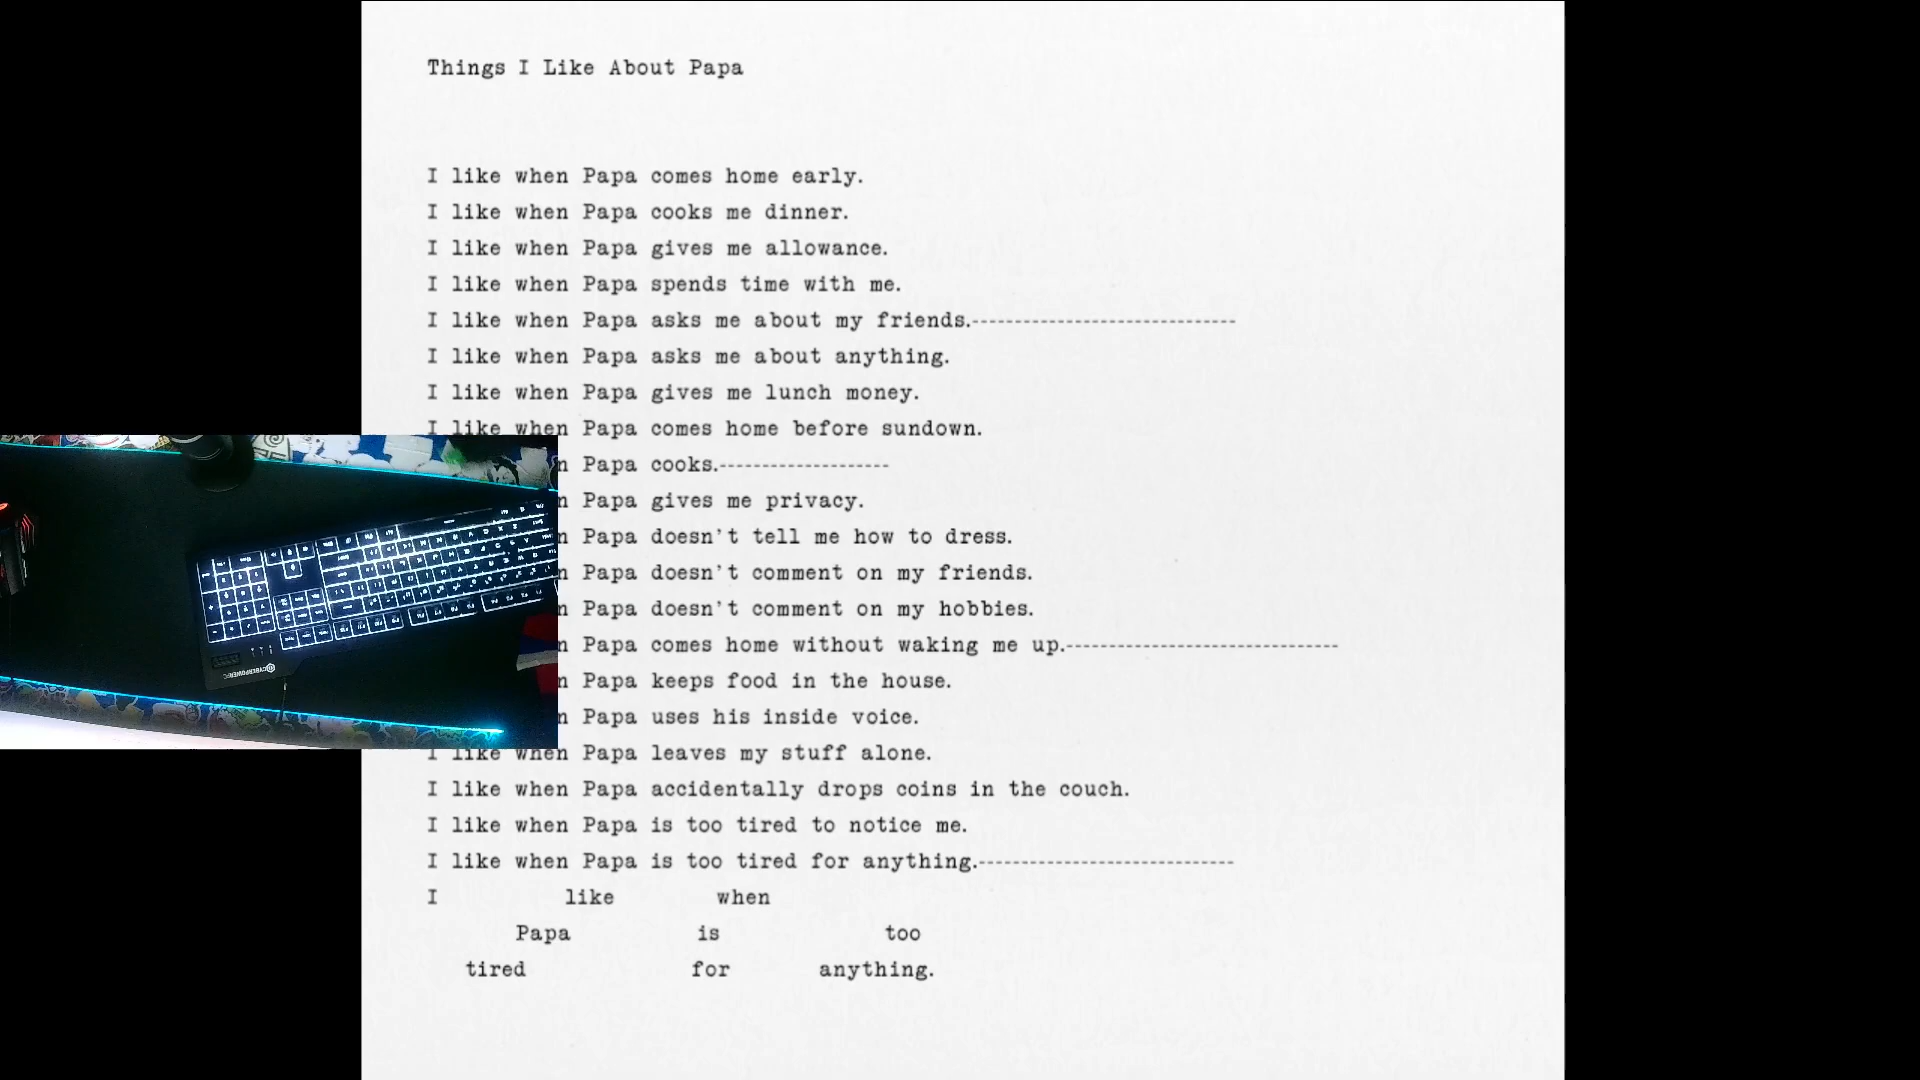 Things I Like About Papa
I like when Papa comes home early.
I like when Papa cooks me dinner.
I like when Papa gives me allowance.
I like when Papa spends time with me.
I like when Papa asks me about my friends.----------------------------
I like when Papa asks me about anything.
I like when Papa gives me lunch money.
I like when Papa comes home before sundown.
n Papa cooks.------------------
n Papa gives me privacy.
n Papa doesn't tell me how to dress.
n Papa doesn't comment on my friends.
n Papa doesn't comment on my hobbies.
n Papa comes home without waking me up.-----------------------------
n Papa keeps food in the house.
n Papa uses his inside voice.
I like when Papa leaves my stuff alone.
I like when Papa accidentally drops coins in the couch.
I like when Papa is too tired to notice me.
I like when Papa is too tired for anything.---------------------------
I like when
Papa is too
tired for anything.
CYBERPOWERPC